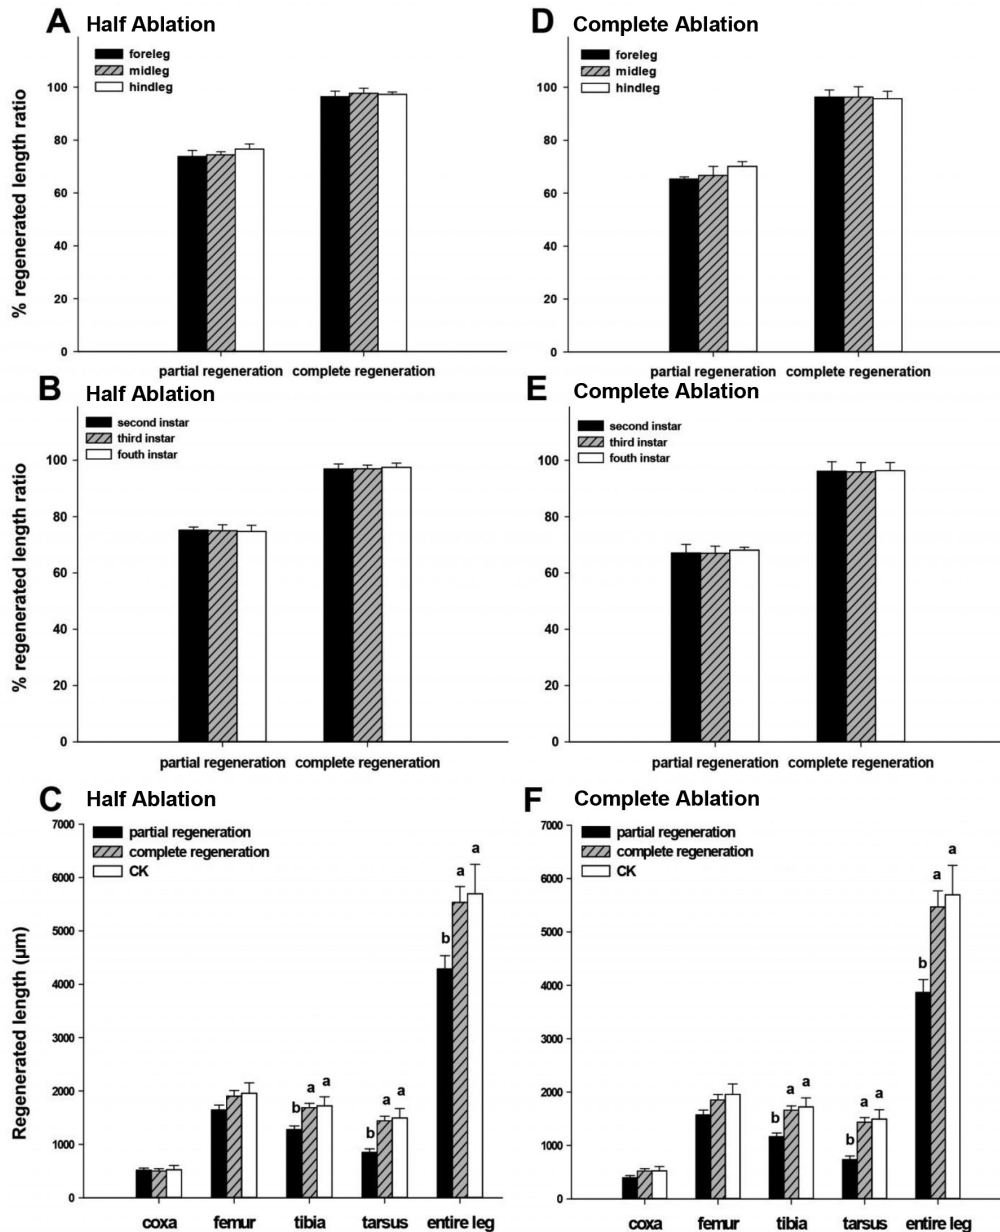 A Half Ablation
foreleg
midleg
hindleg
% regenerated length ratio
100
80
60
40
20
0
partial regeneration complete regeneration
D Complete Ablation
foreleg
midleg
hindleg
100
80
60
40
20
0
partial regeneration complete regeneration
B Half Ablation
second instar
third instar
fouth instar
% regenerated length ratio
100
80
60
40
20
0
partial regeneration complete regeneration
E Complete Ablation
second instar
third instar
fouth instar
100
80
60
40
20
0
partial regeneration complete regeneration
C Half Ablation
partial regeneration
complete regeneration
CK
Regenerated length (µm)
7000
6000
5000
4000
3000
2000
1000
0
b a a
b a a
b a a
coxa femur tibia tarsus entire leg
F Complete Ablation
partial regeneration
complete regeneration
CK
7000
6000
5000
4000
3000
2000
1000
0
b a a
b a a
b a a
coxa femur tibia tarsus entire leg